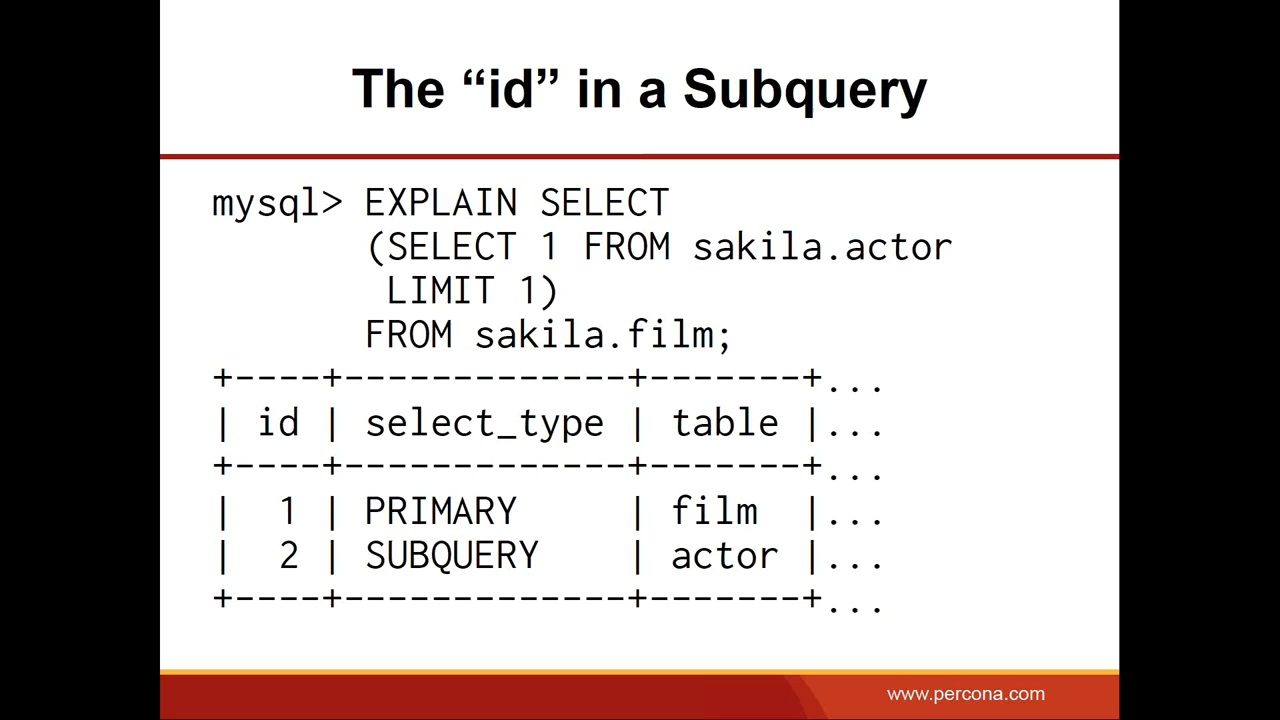 The “id” in a Subquery
mysql> EXPLAIN SELECT
(SELECT 1 FROM sakila.actor
LIMIT 1)
FROM sakila.film;
+----+-------------+-------+...
| id | select_type | table |...
+----+-------------+-------+...
| 1 | PRIMARY | film |...
| 2 | SUBQUERY | actor |...
+----+-------------+-------+...
www.percona.com